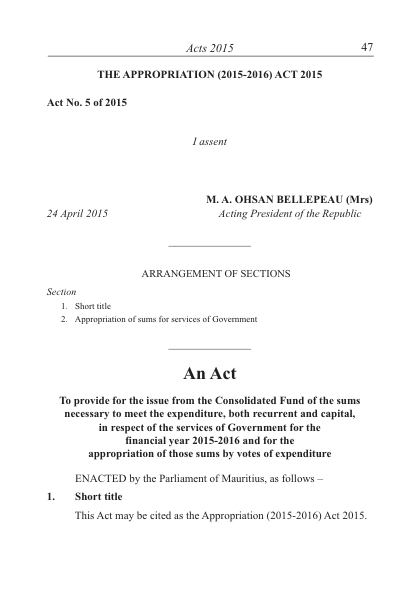 Acts 2015 47
THE APPROPRIATION (2015-2016) ACT 2015
Act No. 5 of 2015
I assent
M. A. OHSAN BELLEPEAU (Mrs)
24 April 2015 Acting President of the Republic
ARRANGEMENT OF SECTIONS
Section
1. Short title
2. Appropriation of sums for services of Government
An Act
To provide for the issue from the Consolidated Fund of the sums
necessary to meet the expenditure, both recurrent and capital,
in respect of the services of Government for the
financial year 2015-2016 and for the
appropriation of those sums by votes of expenditure
ENACTED by the Parliament of Mauritius, as follows –
1. Short title
This Act may be cited as the Appropriation (2015-2016) Act 2015.